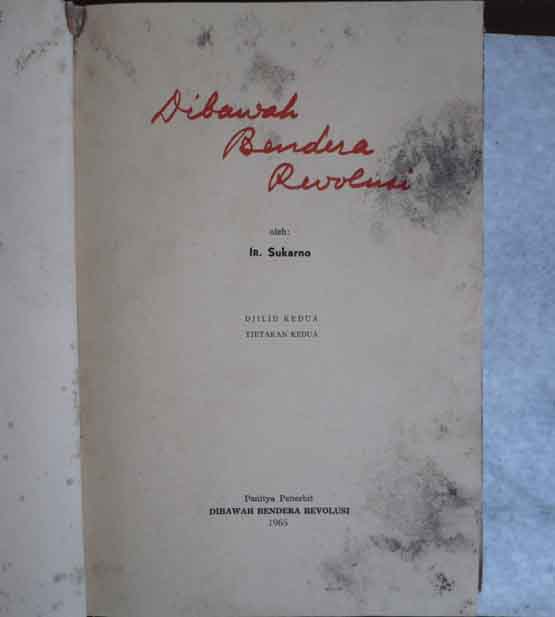 Dibawah
Bendera
Revolusi
oleh:
IR. Sukarno
DJILID KEDUA
TJETAKAN KEDUA
Panitya Penerbit
DIBAWAH BENDERA REVOLUSI
1965